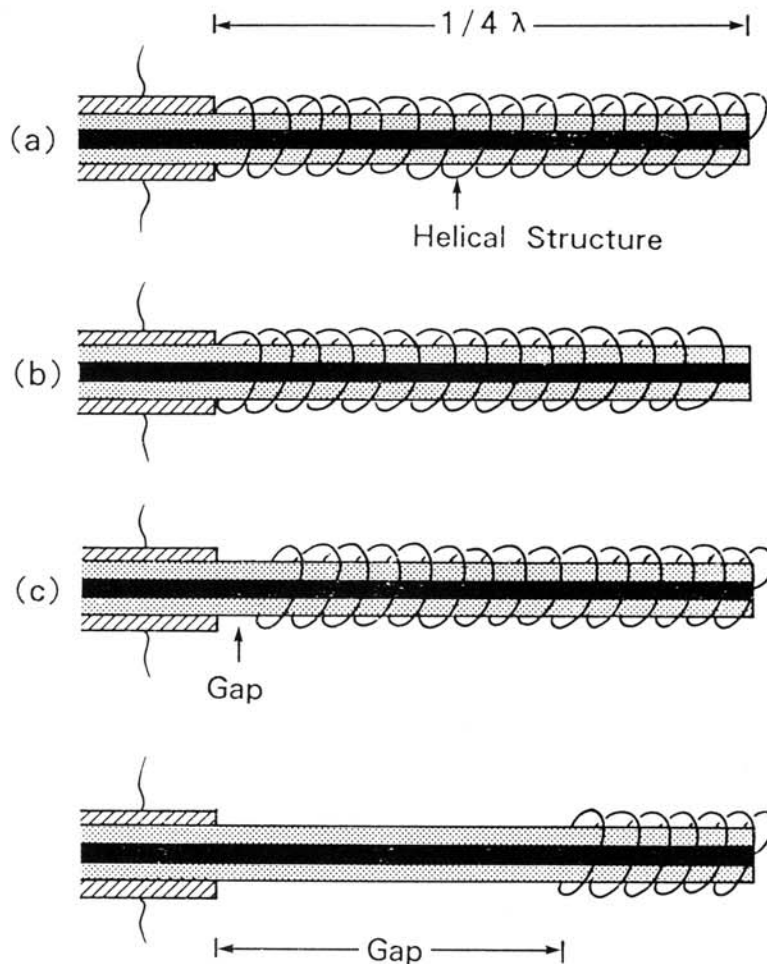 1/4 λ
(a)
Helical Structure
(b)
(c)
Gap
Gap